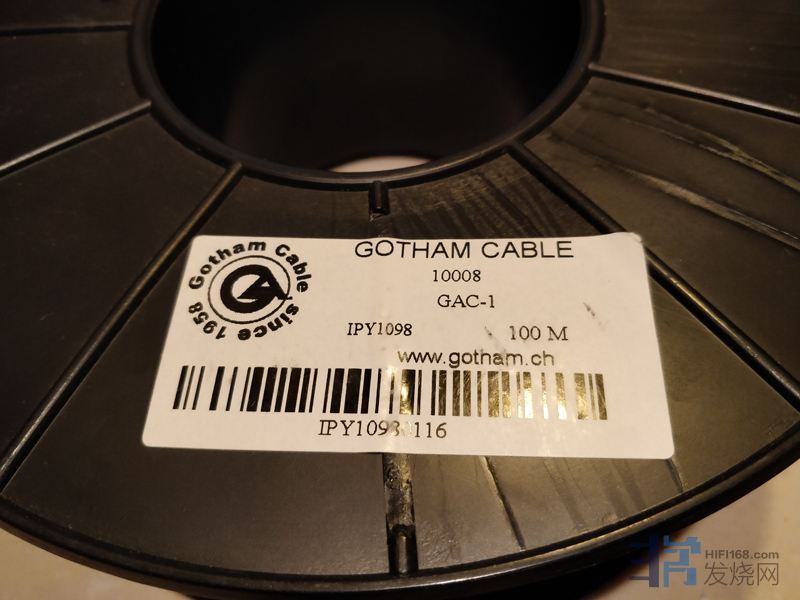 Gotham Cable, since 1958
GOTHAM CABLE
10008
GAC-1
IPY1098 100 M
www.gotham.ch
116
HIFI168.com
发烧网